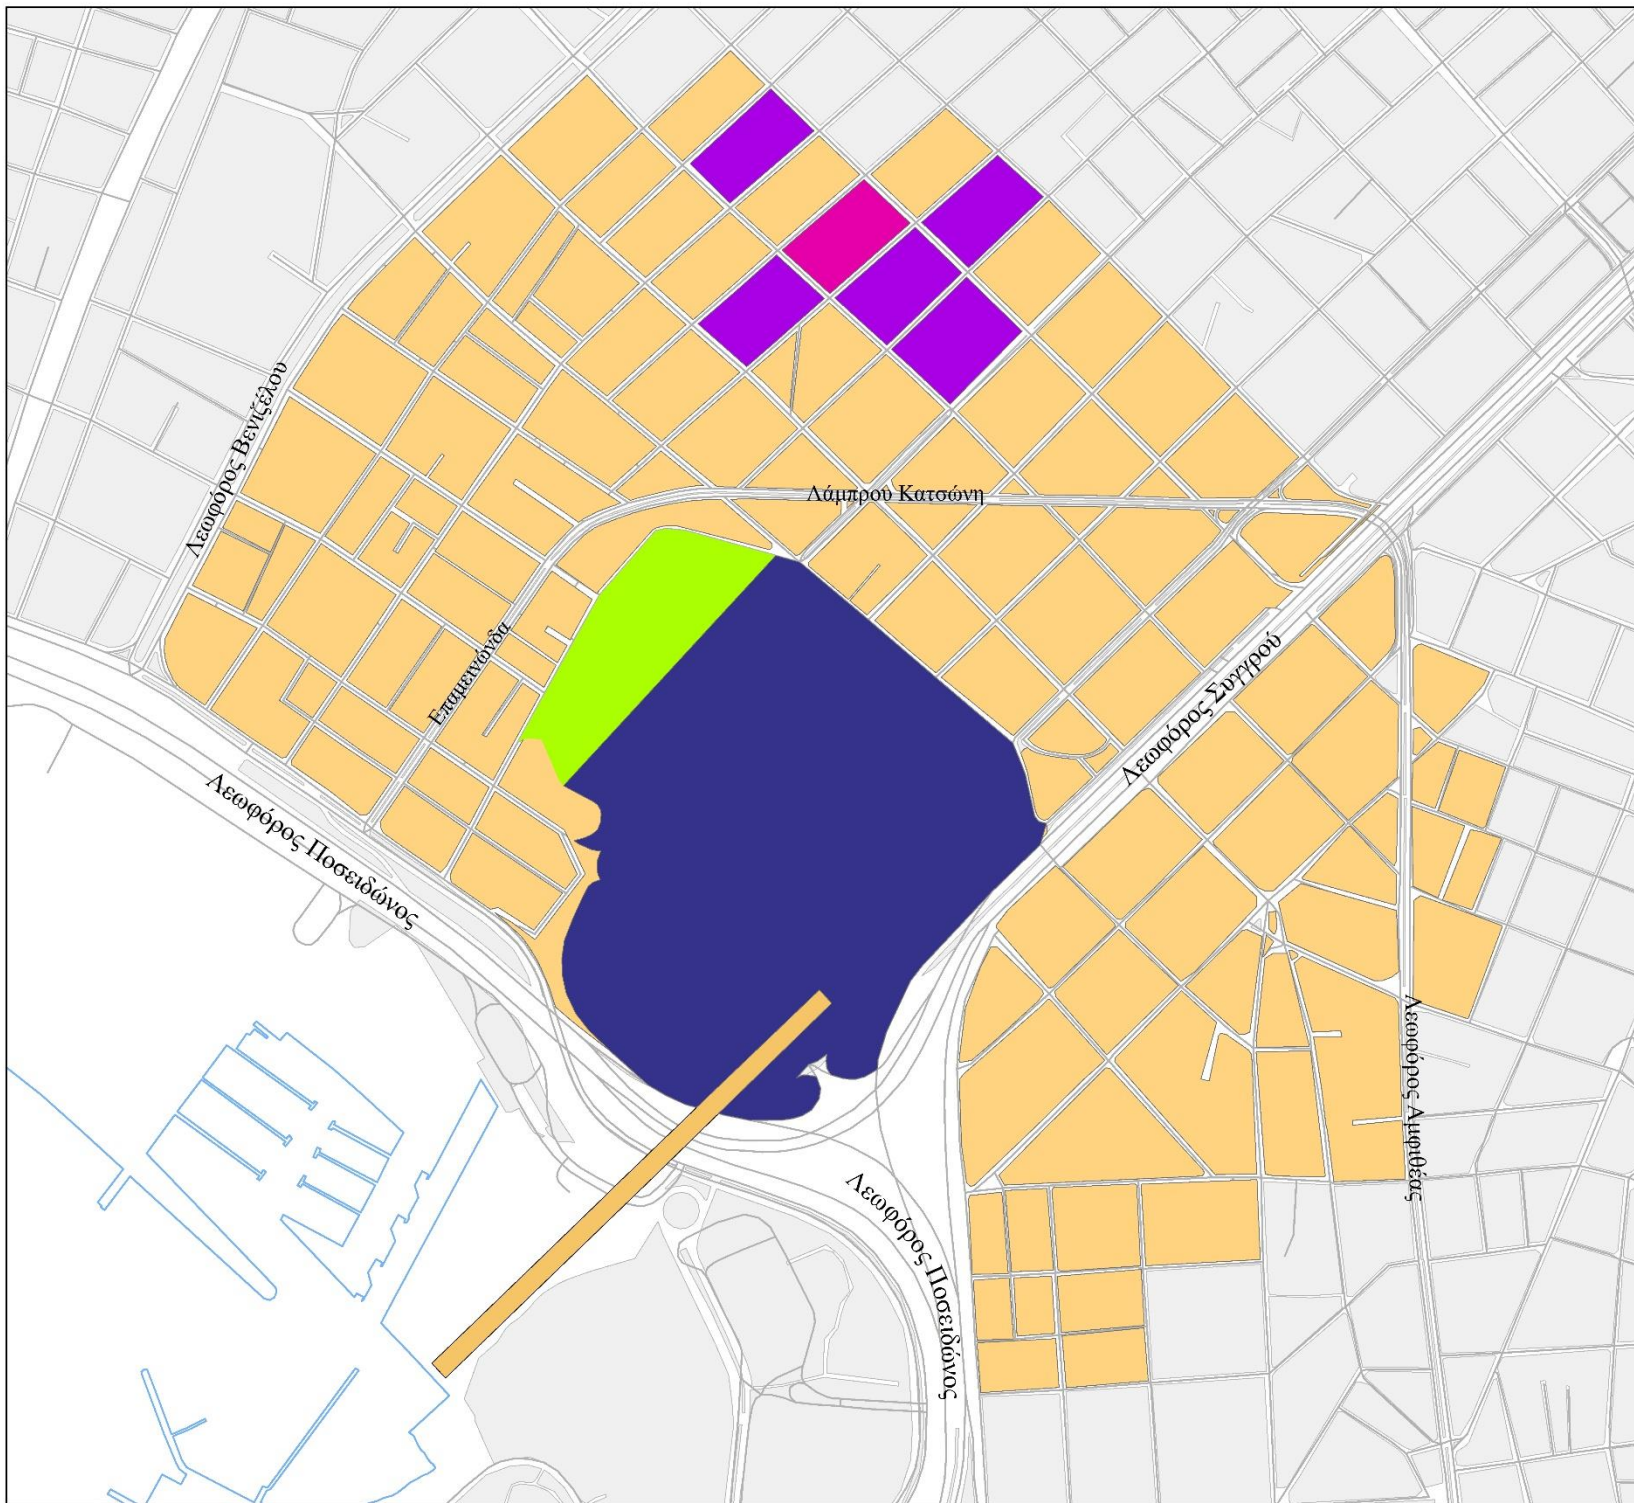 Λεωφόρος Βενιζέλου
Λάμπρου Κατσώνη
Επαμεινώνδα
Λεωφόρος Συγγρού
Λεωφόρος Ποσειδώνος
Λεωφόρος Αμφιθέας
Λεωφόρος Ποσειδώνος